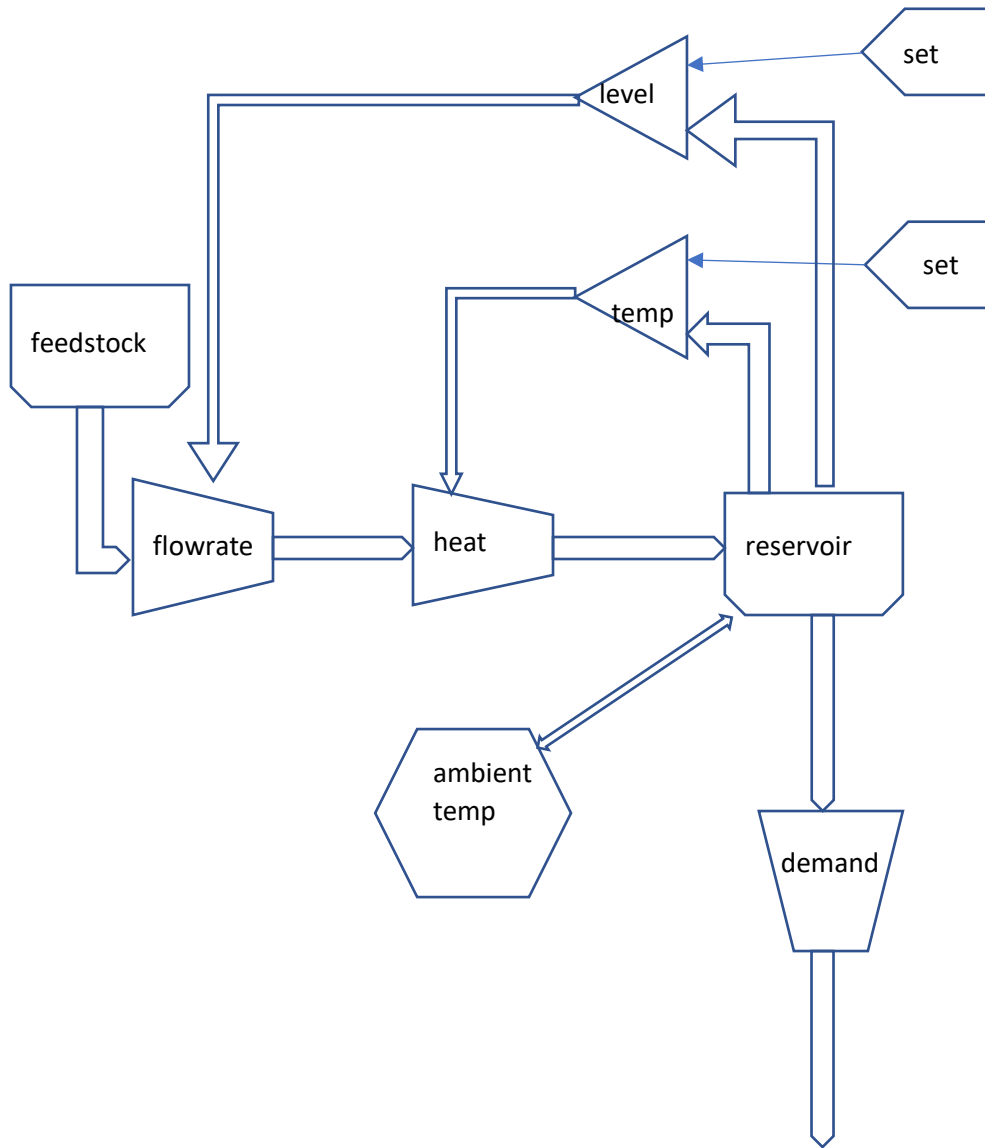 set
level
set
temp
feedstock
flowrate
heat
reservoir
ambient
temp
demand